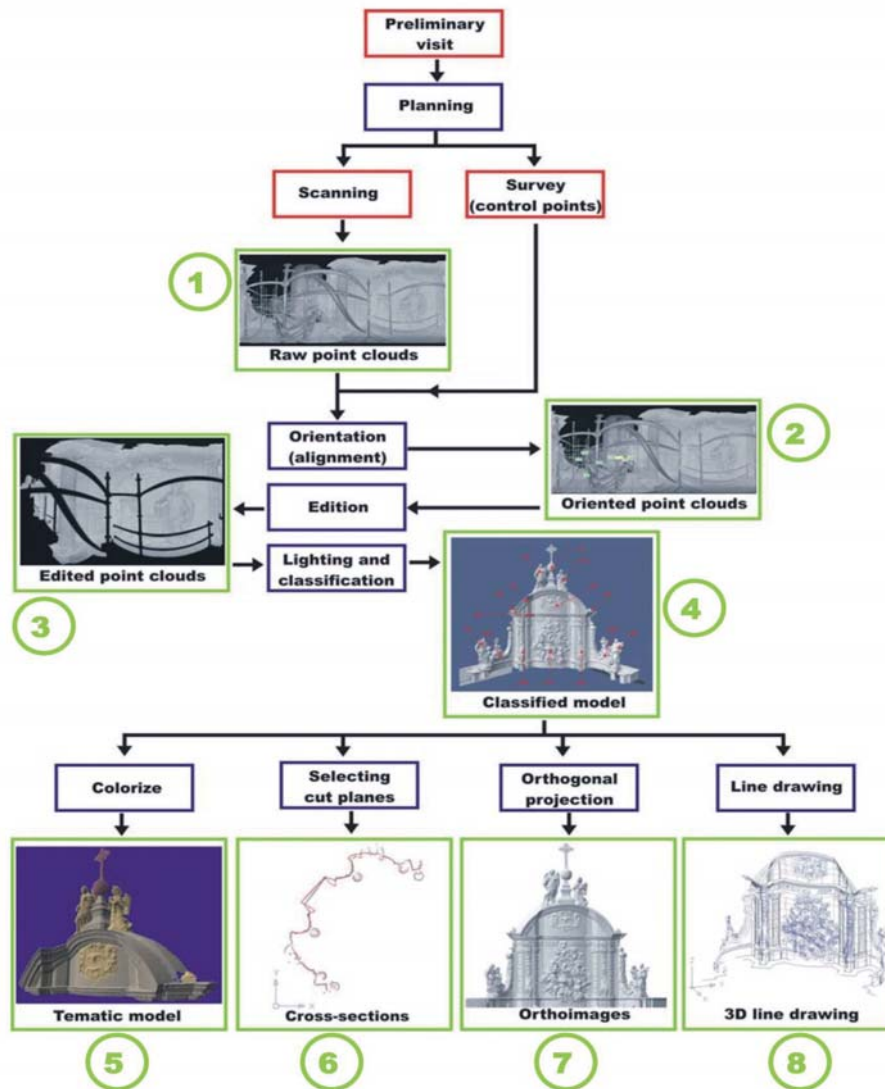 Preliminary
visit
Planning
Scanning
Survey
(control points)
1
Raw point clouds
Orientation
(alignment)
2
Oriented point clouds
Edition
3
Edited point clouds
Lighting and
classification
4
Classified model
Colorize
Selecting
cut planes
Orthogonal
projection
Line drawing
Tematic model
Y
X
Cross-sections
Orthoimages
3D line drawing
5
6
7
8